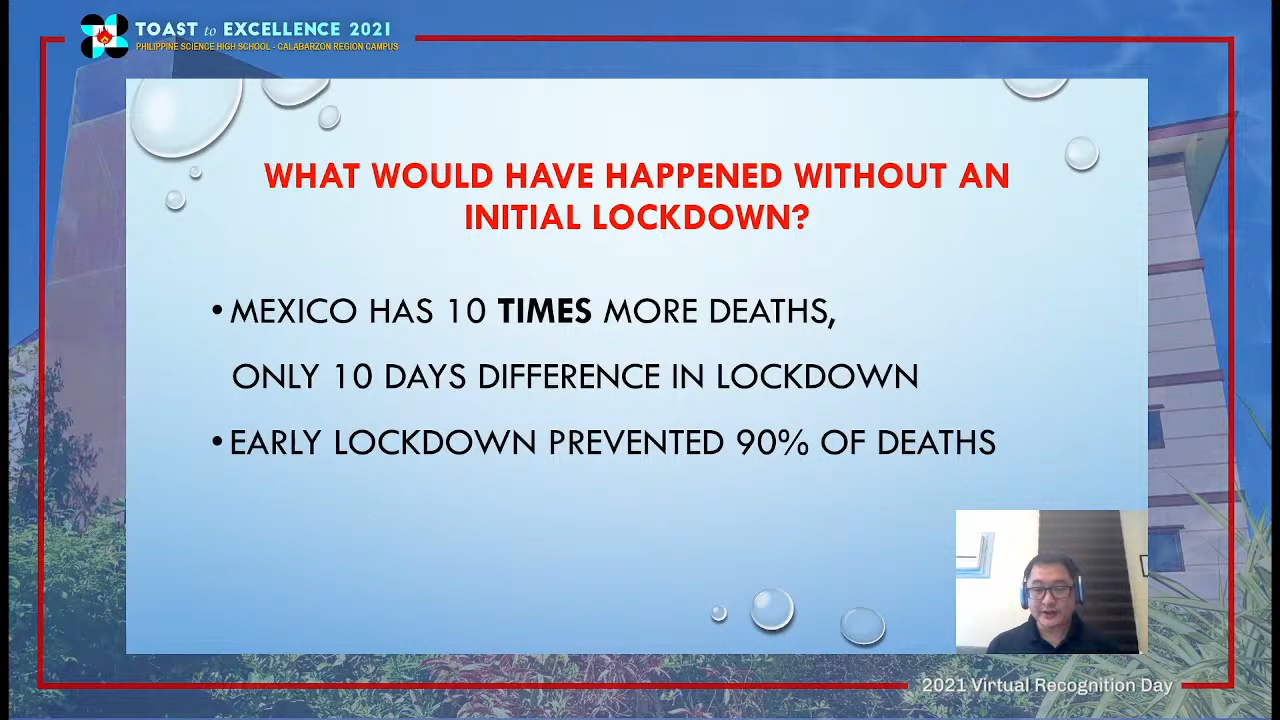 TOAST to EXCELLENCE 2021
PHILIPPINE SCIENCE HIGH SCHOOL - CALABARZON REGION CAMPUS
WHAT WOULD HAVE HAPPENED WITHOUT AN
INITIAL LOCKDOWN?
• MEXICO HAS 10 TIMES MORE DEATHS,
ONLY 10 DAYS DIFFERENCE IN LOCKDOWN
• EARLY LOCKDOWN PREVENTED 90% OF DEATHS
2021 Virtual Recognition Day